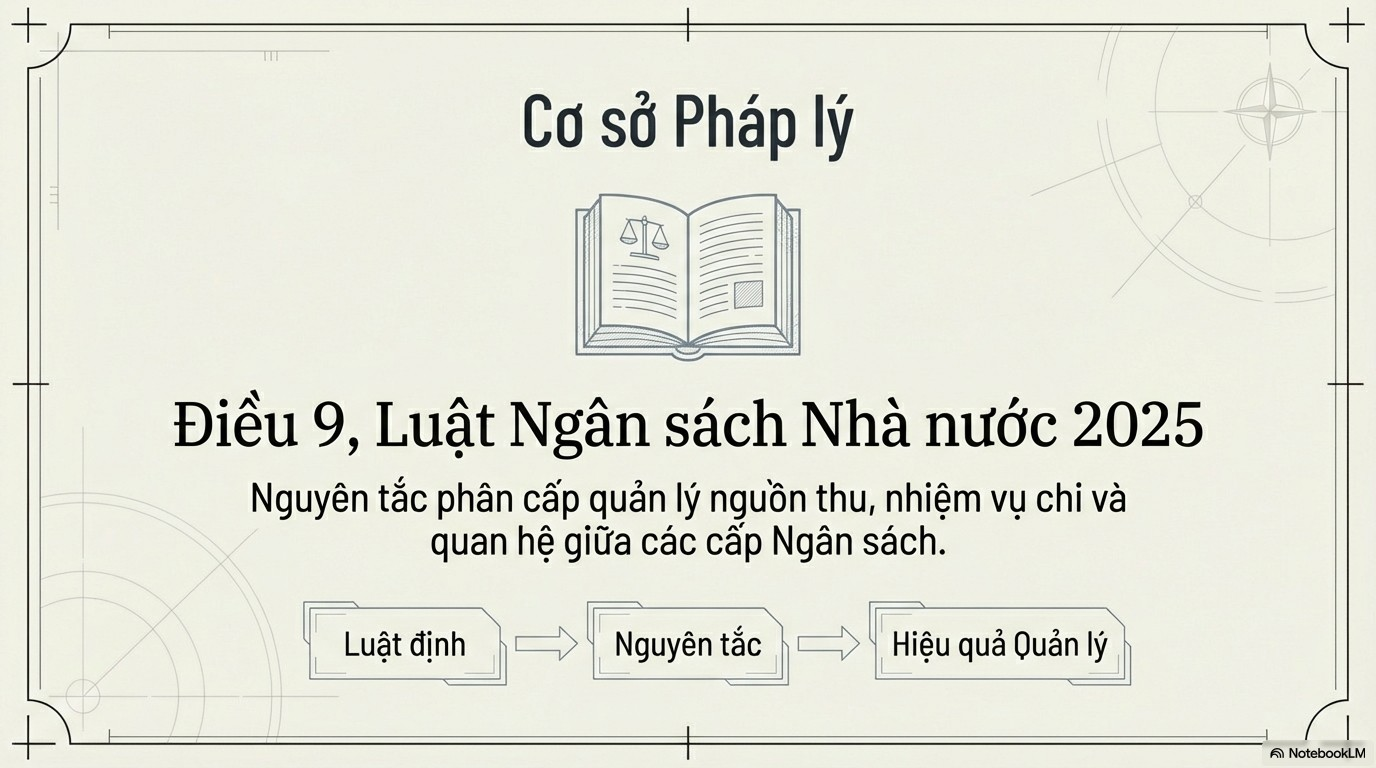 Cơ sở Pháp lý
Điều 9, Luật Ngân sách Nhà nước 2025
Nguyên tắc phân cấp quản lý nguồn thu, nhiệm vụ chi và
quan hệ giữa các cấp Ngân sách.
Luật định
Nguyên tắc
Hiệu quả Quản lý
NotebookLM